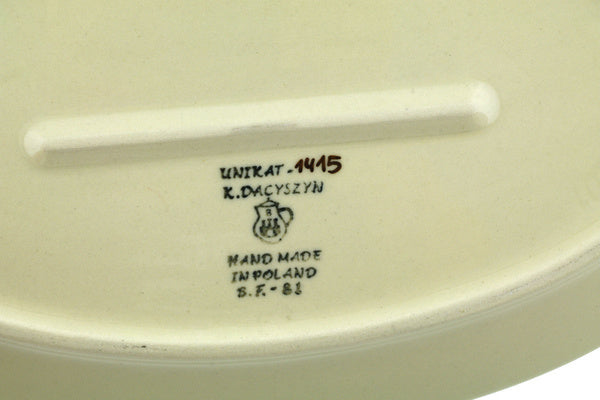 UNIKAT-1415
K.DACYSZYN
B
HAND MADE
IN POLAND
B.F.-81